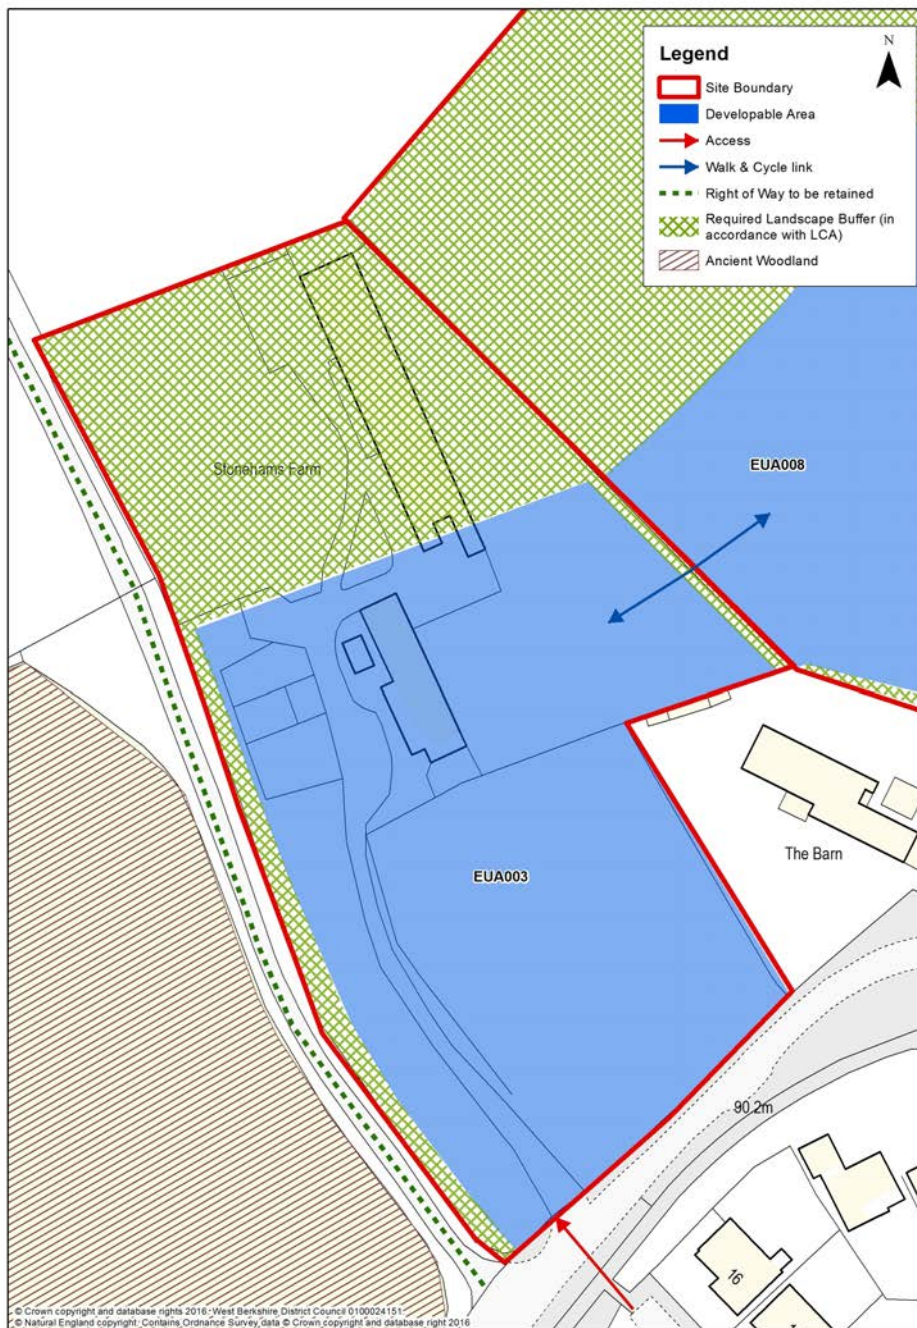 N
Legend
Site Boundary
Developable Area
Access
Walk & Cycle link
Right of Way to be retained
Required Landscape Buffer (in
accordance with LCA)
Ancient Woodland
Stonehams Farm
EUA008
The Barn
EUA003
90.2m
16
© Crown copyright and database rights 2016. West Berkshire District Council 0100024151.
© Natural England copyright. Contains Ordnance Survey data © Crown copyright and database right 2016